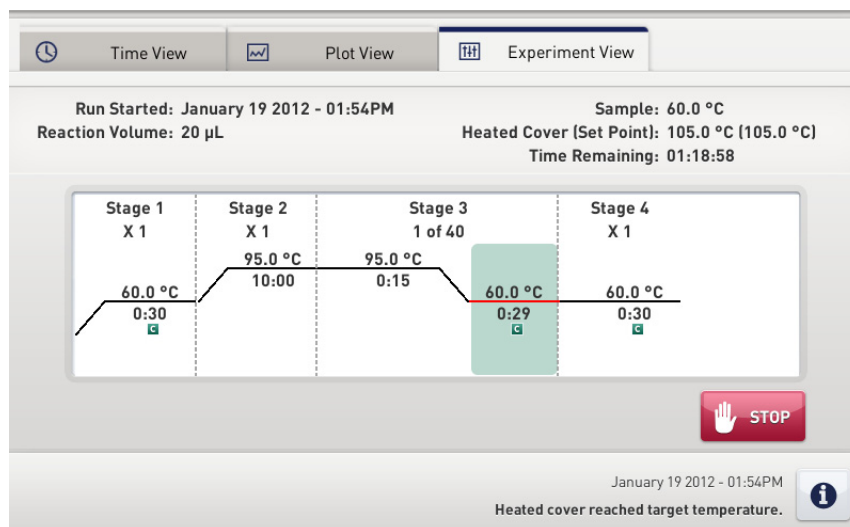 Time View
Plot View
Experiment View
Run Started: January 19 2012 - 01:54PM
Reaction Volume: 20 µL
Sample: 60.0 °C
Heated Cover (Set Point): 105.0 °C (105.0 °C)
Time Remaining: 01:18:58
Stage 1
X 1
60.0 °C
0:30
C
Stage 2
X 1
95.0 °C
10:00
Stage 3
1 of 40
95.0 °C
0:15
60.0 °C
0:29
C
Stage 4
X 1
60.0 °C
0:30
C
STOP
January 19 2012 - 01:54PM
Heated cover reached target temperature.